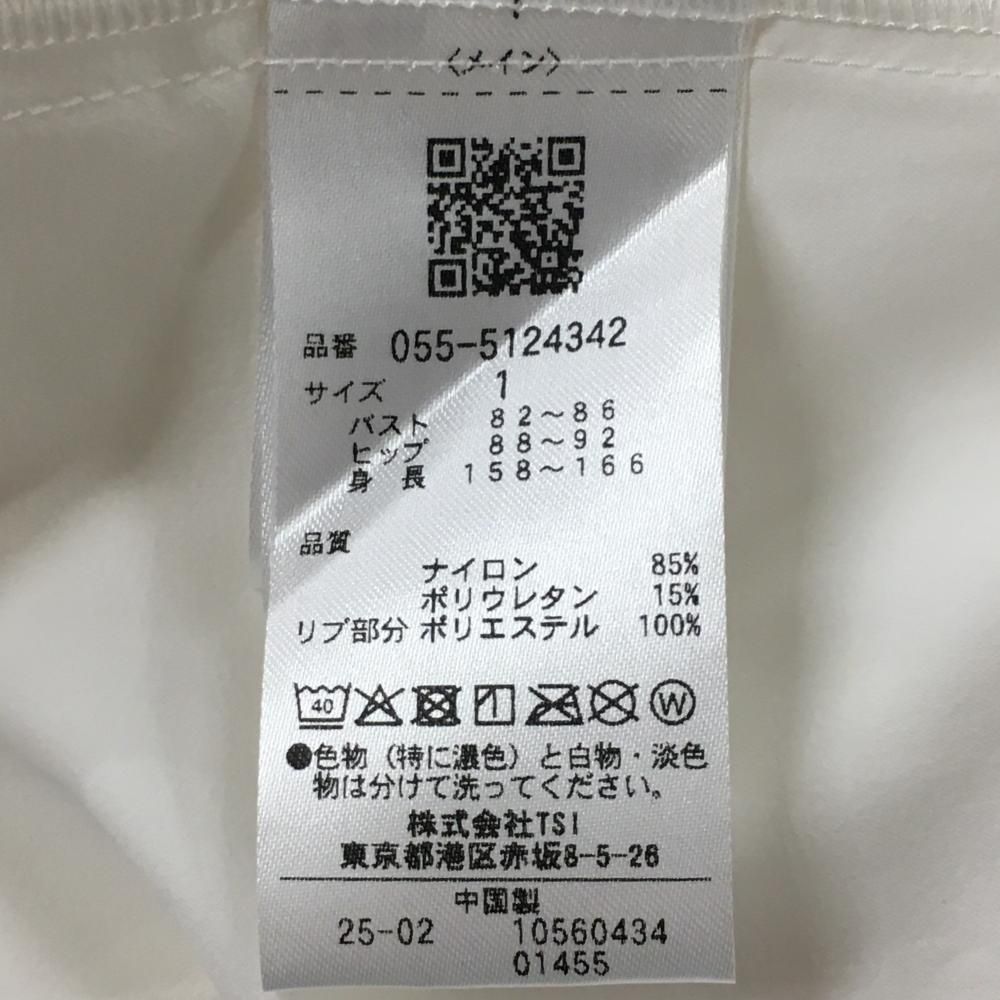 〈メイン〉
品番 055-5124342
サイズ 1
バスト 82～86
ヒップ 88～92
身長 158～166
品質
ナイロン 85%
ポリウレタン 15%
リブ部分 ポリエステル 100%
40 W
●色物（特に濃色）と白物・淡色
物は分けて洗ってください。
株式会社TSI
東京都港区赤坂8-5-26
中国製
25-02 10560434
01455